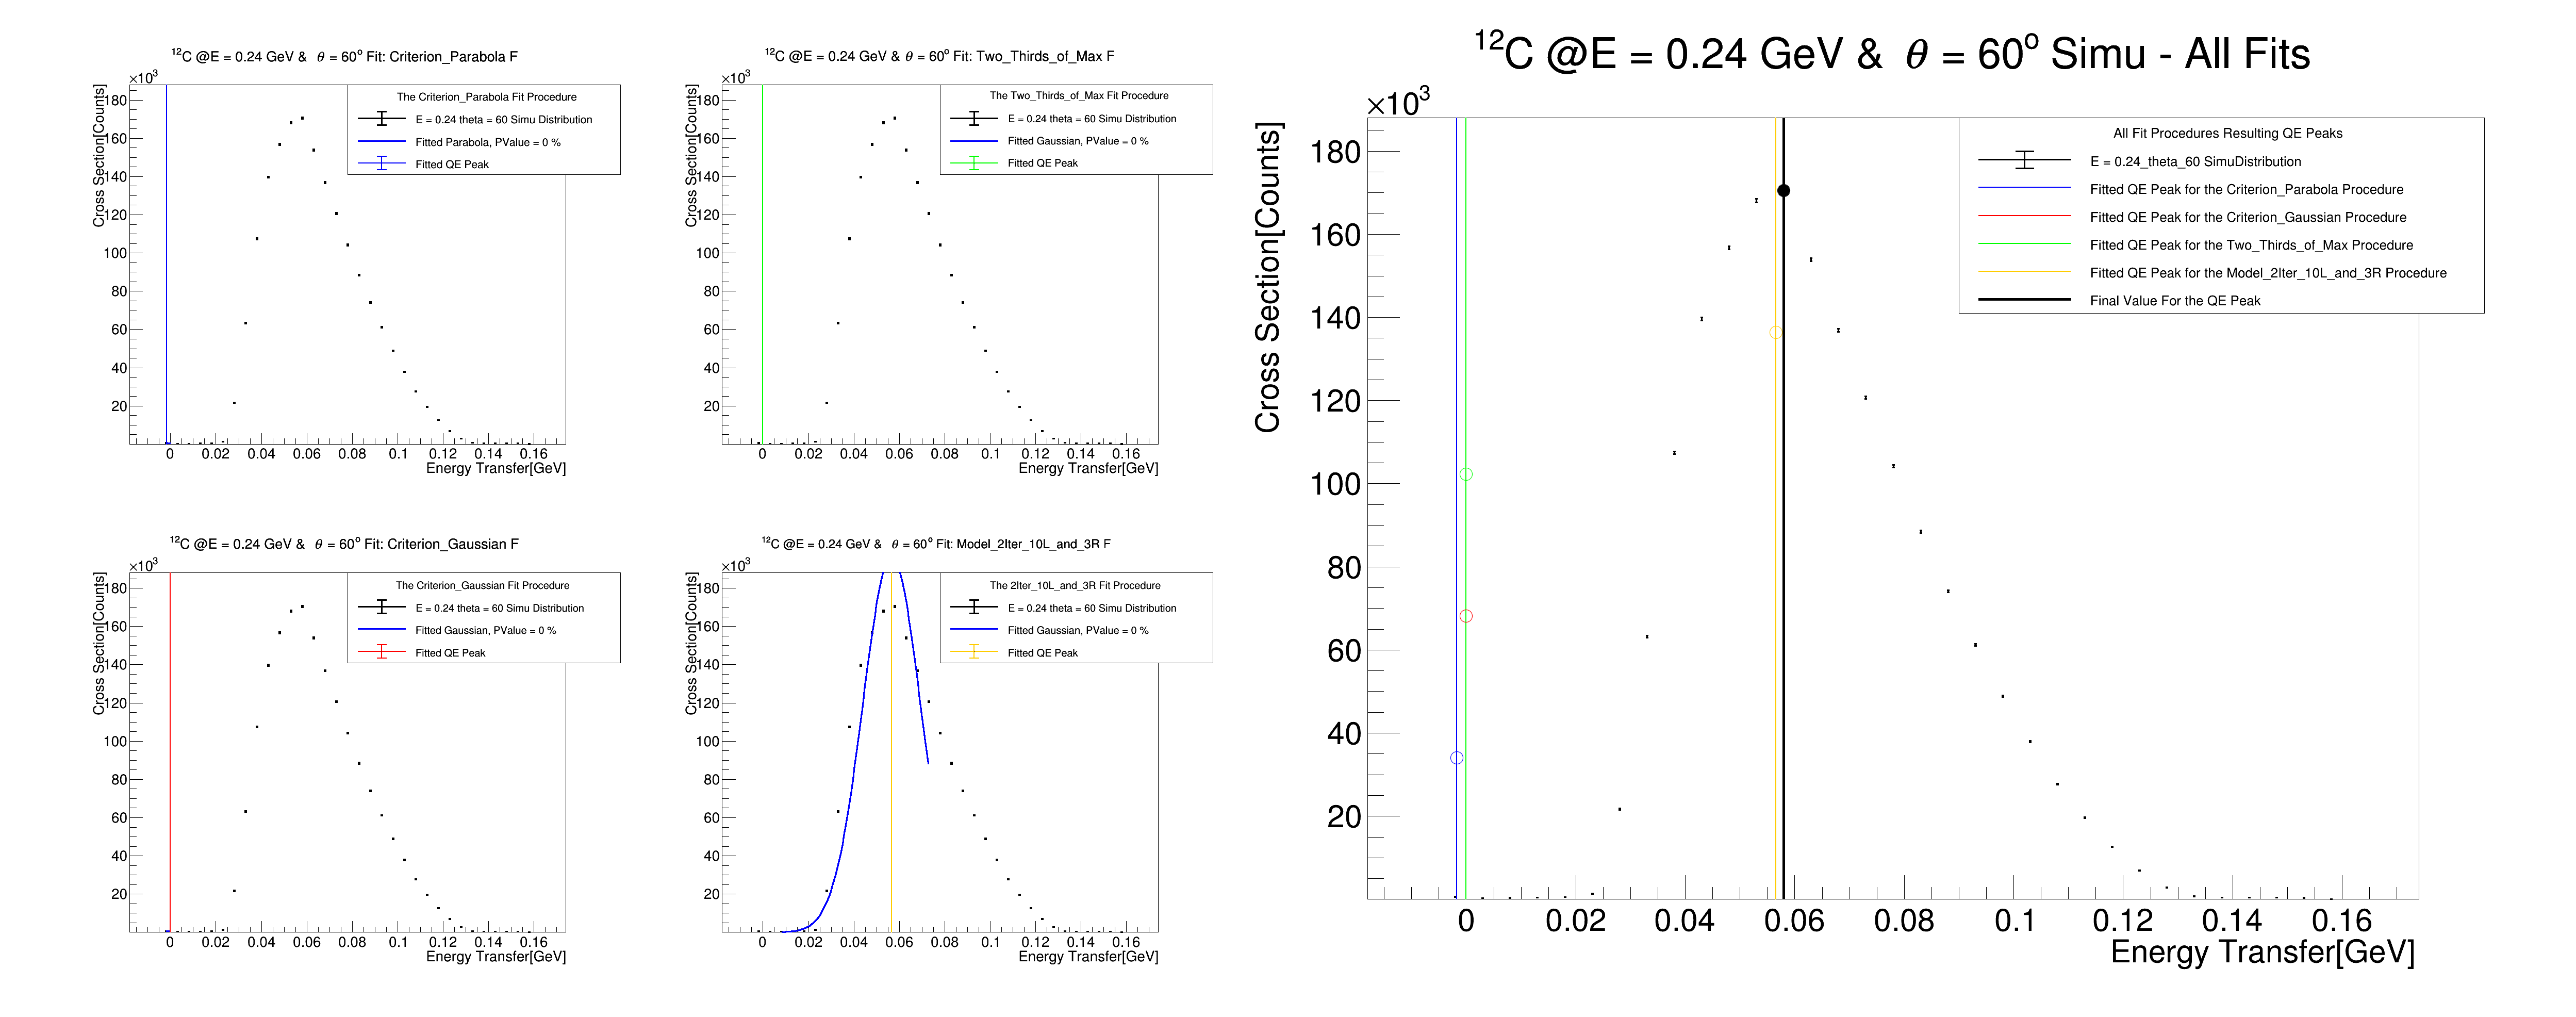 ¹²C @E = 0.24 GeV & θ = 60° Fit: Criterion_Parabola F
×10³
Cross Section[Counts]
180
160
140
120
100
80
60
40
20
The Criterion_Parabola Fit Procedure
E = 0.24 theta = 60 Simu Distribution
Fitted Parabola, PValue = 0 %
Fitted QE Peak
0 0.02 0.04 0.06 0.08 0.1 0.12 0.14 0.16
Energy Transfer[GeV]
¹²C @E = 0.24 GeV & θ = 60° Fit: Two_Thirds_of_Max F
×10³
Cross Section[Counts]
180
160
140
120
100
80
60
40
20
The Two_Thirds_of_Max Fit Procedure
E = 0.24 theta = 60 Simu Distribution
Fitted Gaussian, PValue = 0 %
Fitted QE Peak
0 0.02 0.04 0.06 0.08 0.1 0.12 0.14 0.16
Energy Transfer[GeV]
¹²C @E = 0.24 GeV & θ = 60° Fit: Criterion_Gaussian F
×10³
Cross Section[Counts]
180
160
140
120
100
80
60
40
20
The Criterion_Gaussian Fit Procedure
E = 0.24 theta = 60 Simu Distribution
Fitted Gaussian, PValue = 0 %
Fitted QE Peak
0 0.02 0.04 0.06 0.08 0.1 0.12 0.14 0.16
Energy Transfer[GeV]
¹²C @E = 0.24 GeV & θ = 60° Fit: Model_2Iter_10L_and_3R F
×10³
Cross Section[Counts]
180
160
140
120
100
80
60
40
20
The 2Iter_10L_and_3R Fit Procedure
E = 0.24 theta = 60 Simu Distribution
Fitted Gaussian, PValue = 0 %
Fitted QE Peak
0 0.02 0.04 0.06 0.08 0.1 0.12 0.14 0.16
Energy Transfer[GeV]
¹²C @E = 0.24 GeV & θ = 60° Simu - All Fits
×10³
Cross Section[Counts]
180
160
140
120
100
80
60
40
20
All Fit Procedures Resulting QE Peaks
E = 0.24_theta_60 SimuDistribution
Fitted QE Peak for the Criterion_Parabola Procedure
Fitted QE Peak for the Criterion_Gaussian Procedure
Fitted QE Peak for the Two_Thirds_of_Max Procedure
Fitted QE Peak for the Model_2Iter_10L_and_3R Procedure
Final Value For the QE Peak
0 0.02 0.04 0.06 0.08 0.1 0.12 0.14 0.16
Energy Transfer[GeV]